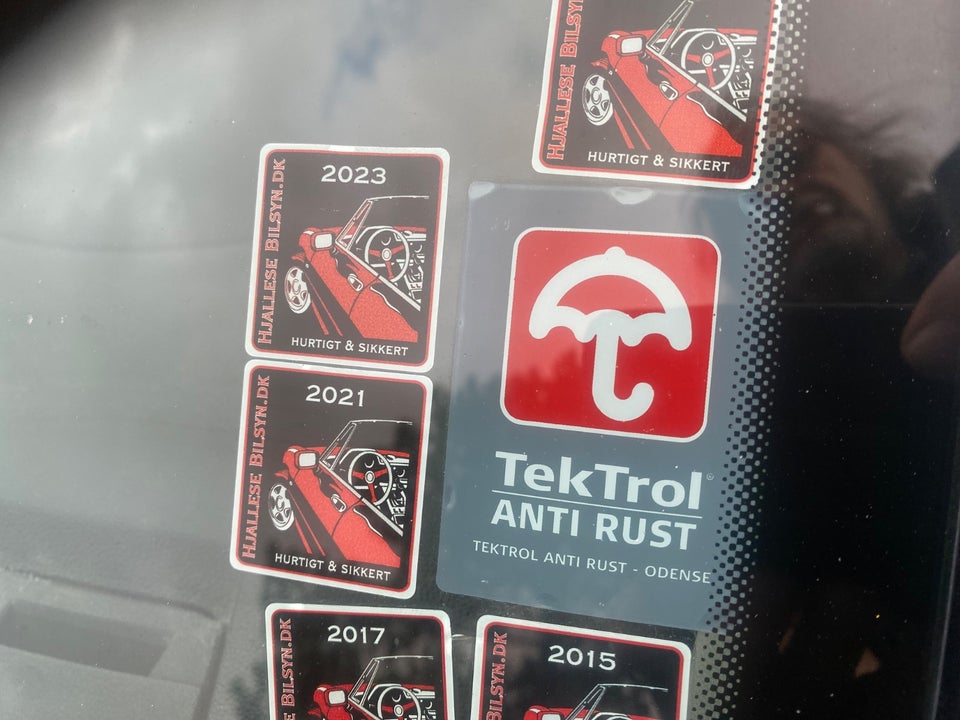 HJALLESE BILSYN
HURTIGT & SIKKERT
2023
HJALLESE BILSYN.DK
HURTIGT & SIKKERT
2021
HJALLESE BILSYN.DK
HURTIGT & SIKKERT
TekTrol®
ANTI RUST
TEKTROL ANTI RUST - ODENSE
2017
BILSYN.DK
2015
BILSYN.DK